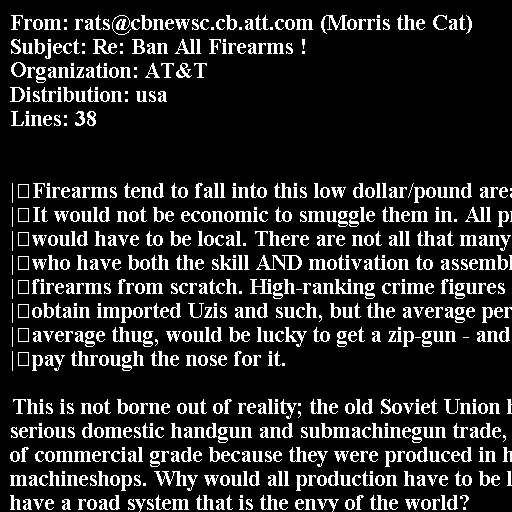 From: rats@cbnewsc.cb.att.com (Morris the Cat)
Subject: Re: Ban All Firearms !
Organization: AT&T
Distribution: usa
Lines: 38
|□Firearms tend to fall into this low dollar/pound
|□It would not be economic to smuggle them in. All
|□would have to be local. There are not all that many
|□who have both the skill AND motivation to
|□firearms from scratch. High-ranking crime figures
|□obtain imported Uzis and such, but the average
|□average thug, would be lucky to get a zip-gun - and
|□pay through the nose for it.
This is not borne out of reality; the old Soviet Union
serious domestic handgun and submachinegun trade,
of commercial grade because they were produced in
machineshops. Why would all production have to be
have a road system that is the envy of the world?